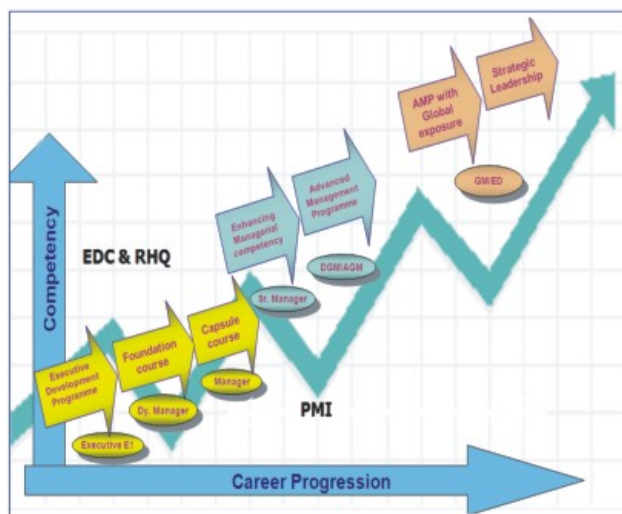 AMP with
Global
exposure
Strategic
Leadership
GM/ED
Enhancing
Managerial
competency
Advanced
Management
Programme
DGM/AGM
Sr. Manager
Competency
EDC & RHQ
Executive
Development
Programme
Foundation
course
Capsule
course
Manager
Dy. Manager
Executive E1
PMI
Career Progression